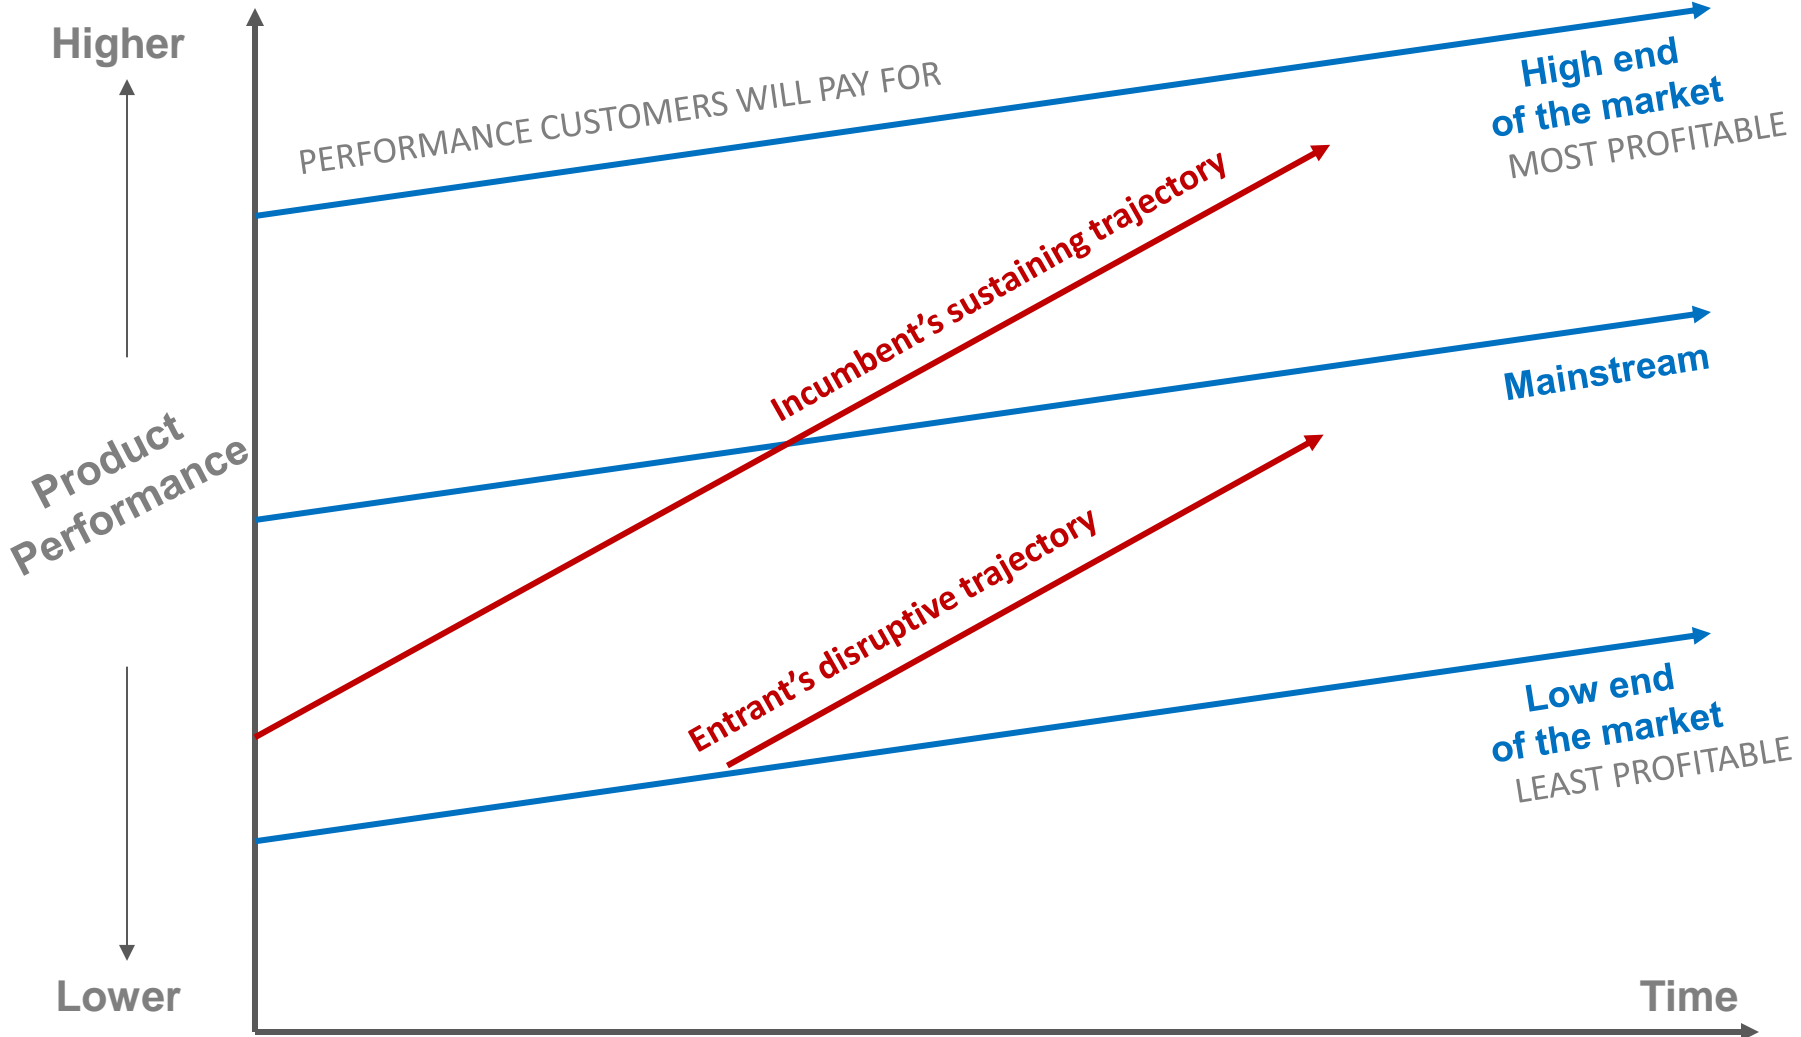 Higher
PERFORMANCE CUSTOMERS WILL PAY FOR
High end
of the market
MOST PROFITABLE
Incumbent’s sustaining trajectory
Mainstream
Product
Performance
Entrant’s disruptive trajectory
Low end
of the market
LEAST PROFITABLE
Lower
Time